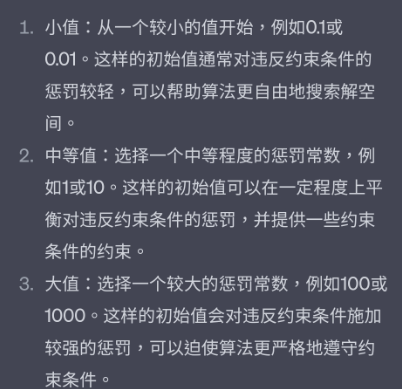 1. 小值：从一个较小的值开始，例如0.1或
0.01。这样的初始值通常对违反约束条件的
惩罚较轻，可以帮助算法更自由地搜索解空
间。
2. 中等值：选择一个中等程度的惩罚常数，例
如1或10。这样的初始值可以在一定程度上平
衡对违反约束条件的惩罚，并提供一些约束
条件的约束。
3. 大值：选择一个较大的惩罚常数，例如100或
1000。这样的初始值会对违反约束条件施加
较强的惩罚，可以迫使算法更严格地遵守约
束条件。